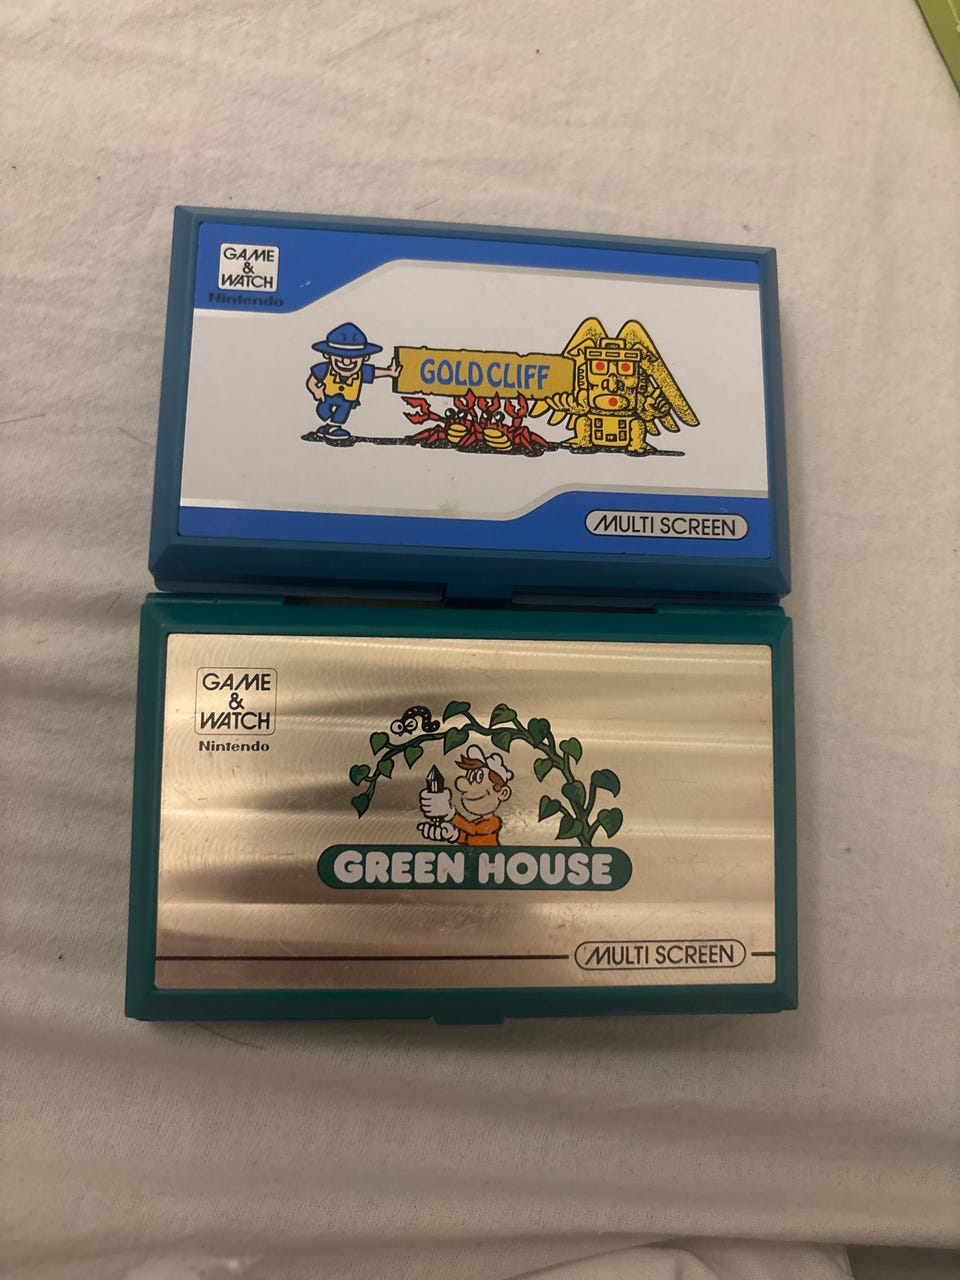 GAME
&
WATCH
Nintendo
GOLD CLIFF
MULTI SCREEN
GAME
&
WATCH
Nintendo
GREEN HOUSE
MULTI SCREEN